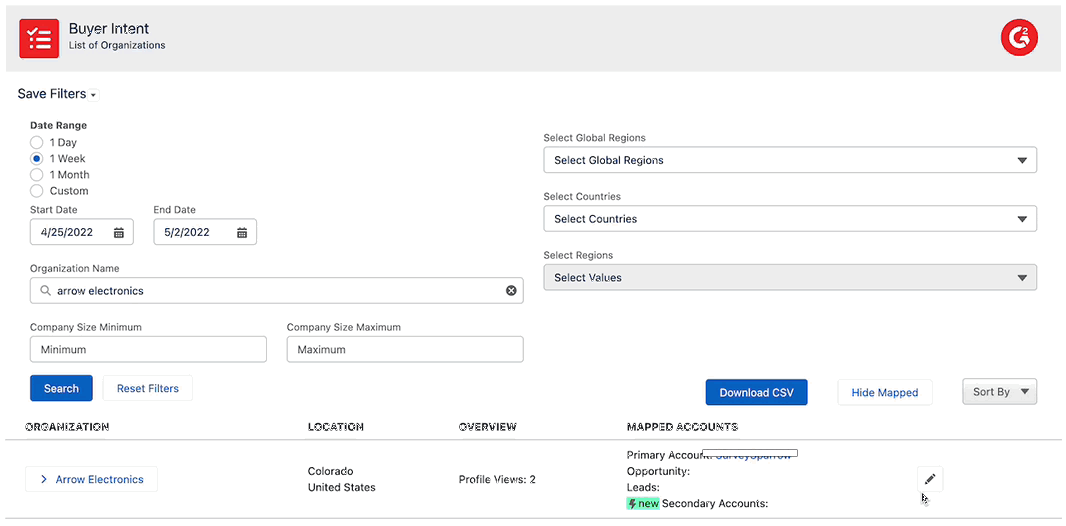 Buyer Intent
List of Organizations
G2
Save Filters
Date Range
1 Day
1 Week
1 Month
Custom
Start Date
End Date
4/25/2022
5/2/2022
Organization Name
arrow electronics
Company Size Minimum
Company Size Maximum
Minimum
Maximum
Select Global Regions
Select Global Regions
Select Countries
Select Countries
Select Regions
Select Values
Search
Reset Filters
Download CSV
Hide Mapped
Sort By
ORGANIZATION
LOCATION
OVERVIEW
MAPPED ACCOUNTS
Arrow Electronics
Colorado
United States
Profile Views: 2
Primary Account:
Opportunity:
Leads:
new Secondary Accounts: